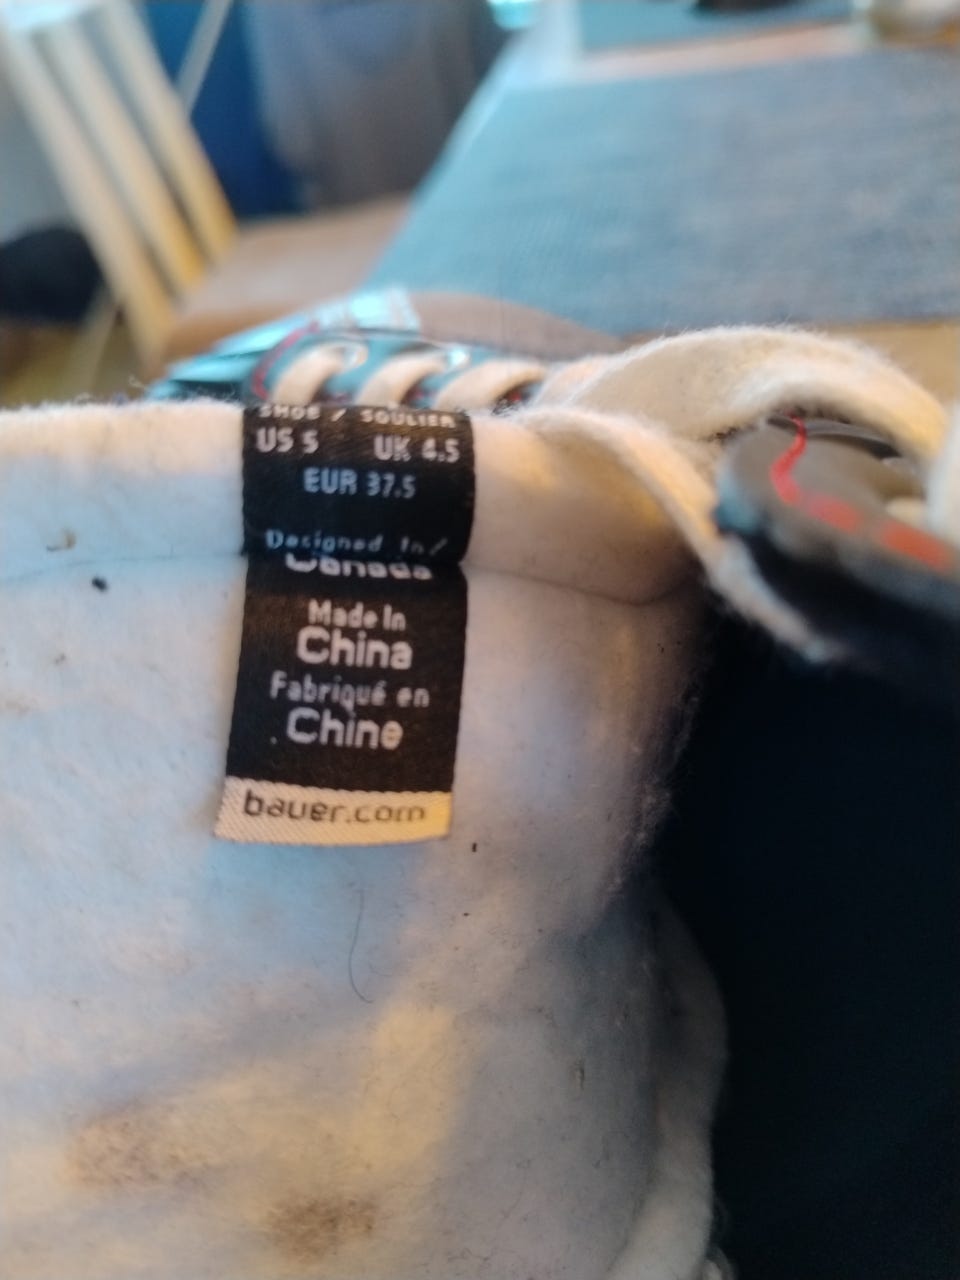 SHOE / SOULIER
US 5 UK 4.5
EUR 37.5
Designed In/
Canada
Made In
China
Fabriqué en
Chine
bauer.com